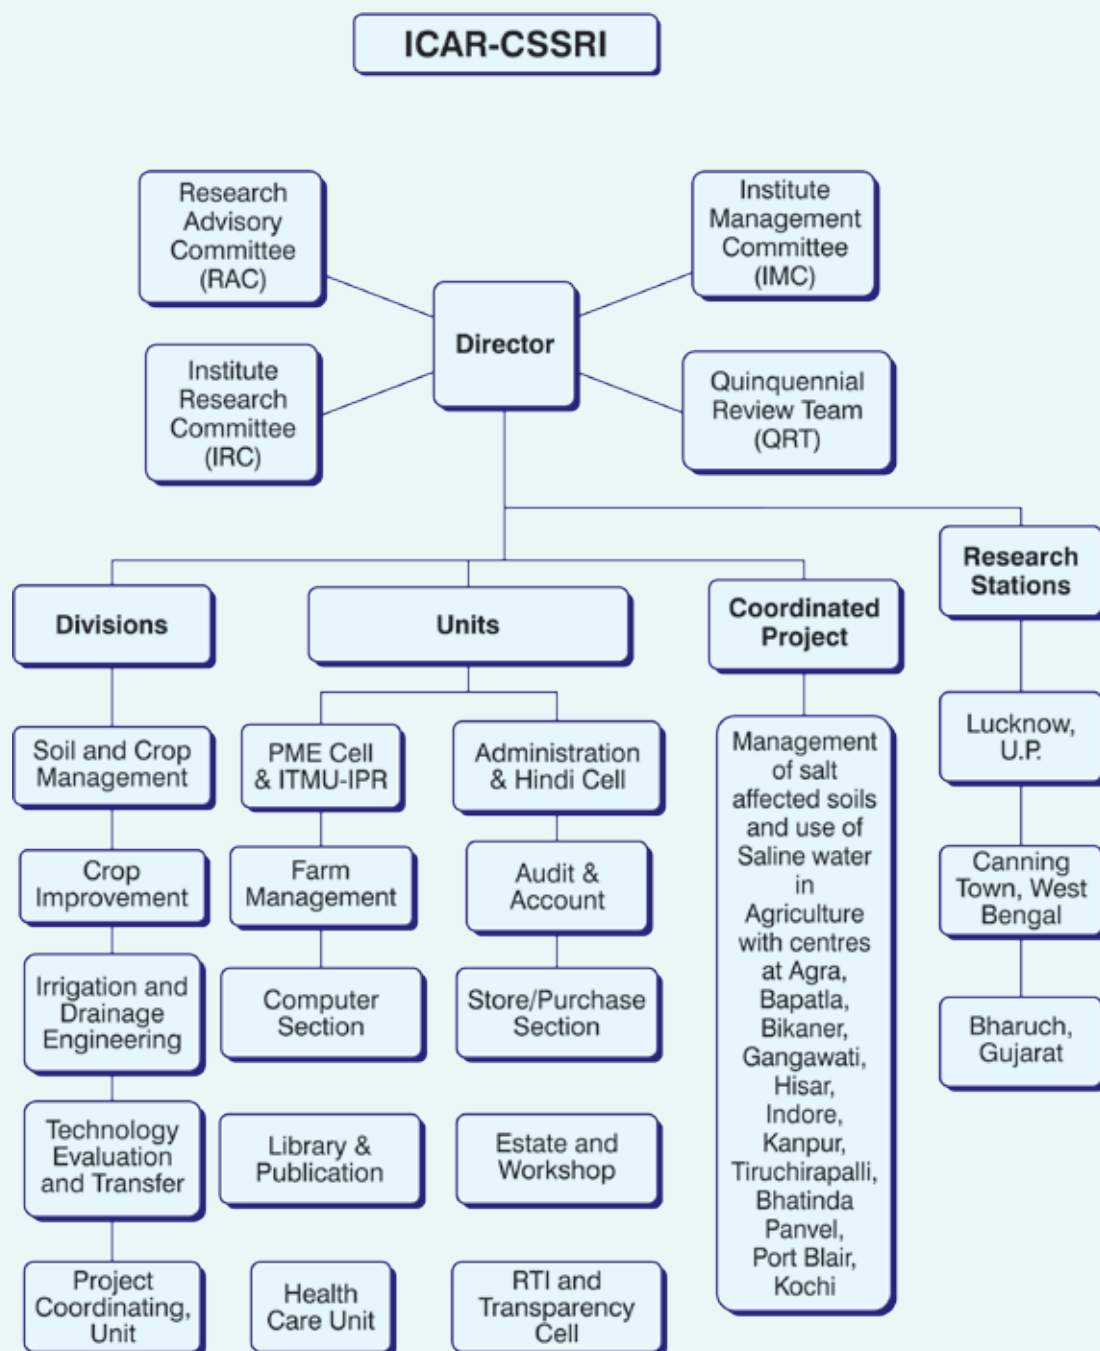 ICAR-CSSRI
Research
Advisory
Committee
(RAC)
Institute
Management
Committee
(IMC)
Director
Institute
Research
Committee
(IRC)
Quinquennial
Review Team
(QRT)
Divisions
Units
Coordinated
Project
Research
Stations
Soil and Crop
Management
Crop
Improvement
Irrigation and
Drainage
Engineering
Technology
Evaluation
and Transfer
Project
Coordinating,
Unit
PME Cell
& ITMU-IPR
Farm
Management
Computer
Section
Library &
Publication
Health
Care Unit
Administration
& Hindi Cell
Audit &
Account
Store/Purchase
Section
Estate and
Workshop
RTI and
Transparency
Cell
Management
of salt
affected soils
and use of
Saline water
in
Agriculture
with centres
at Agra,
Bapatla,
Bikaner,
Gangawati,
Hisar,
Indore,
Kanpur,
Tiruchirapalli,
Bhatinda
Panvel,
Port Blair,
Kochi
Lucknow,
U.P.
Canning
Town, West
Bengal
Bharuch,
Gujarat